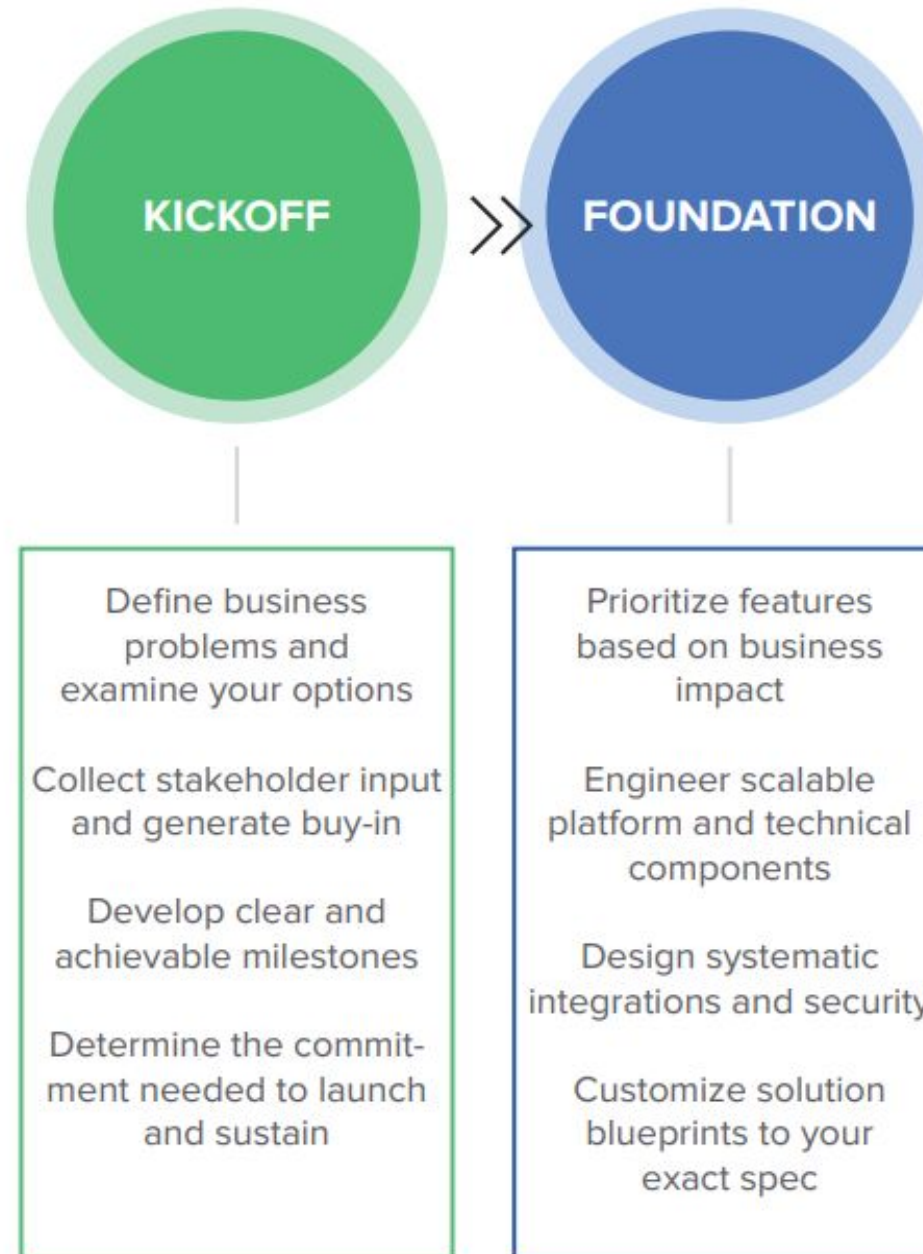 KICKOFF
FOUNDATION
Define business
problems and
examine your options
Collect stakeholder input
and generate buy-in
Develop clear and
achievable milestones
Determine the commit-
ment needed to launch
and sustain
Prioritize features
based on business
impact
Engineer scalable
platform and technical
components
Design systematic
integrations and security
Customize solution
blueprints to your
exact spec